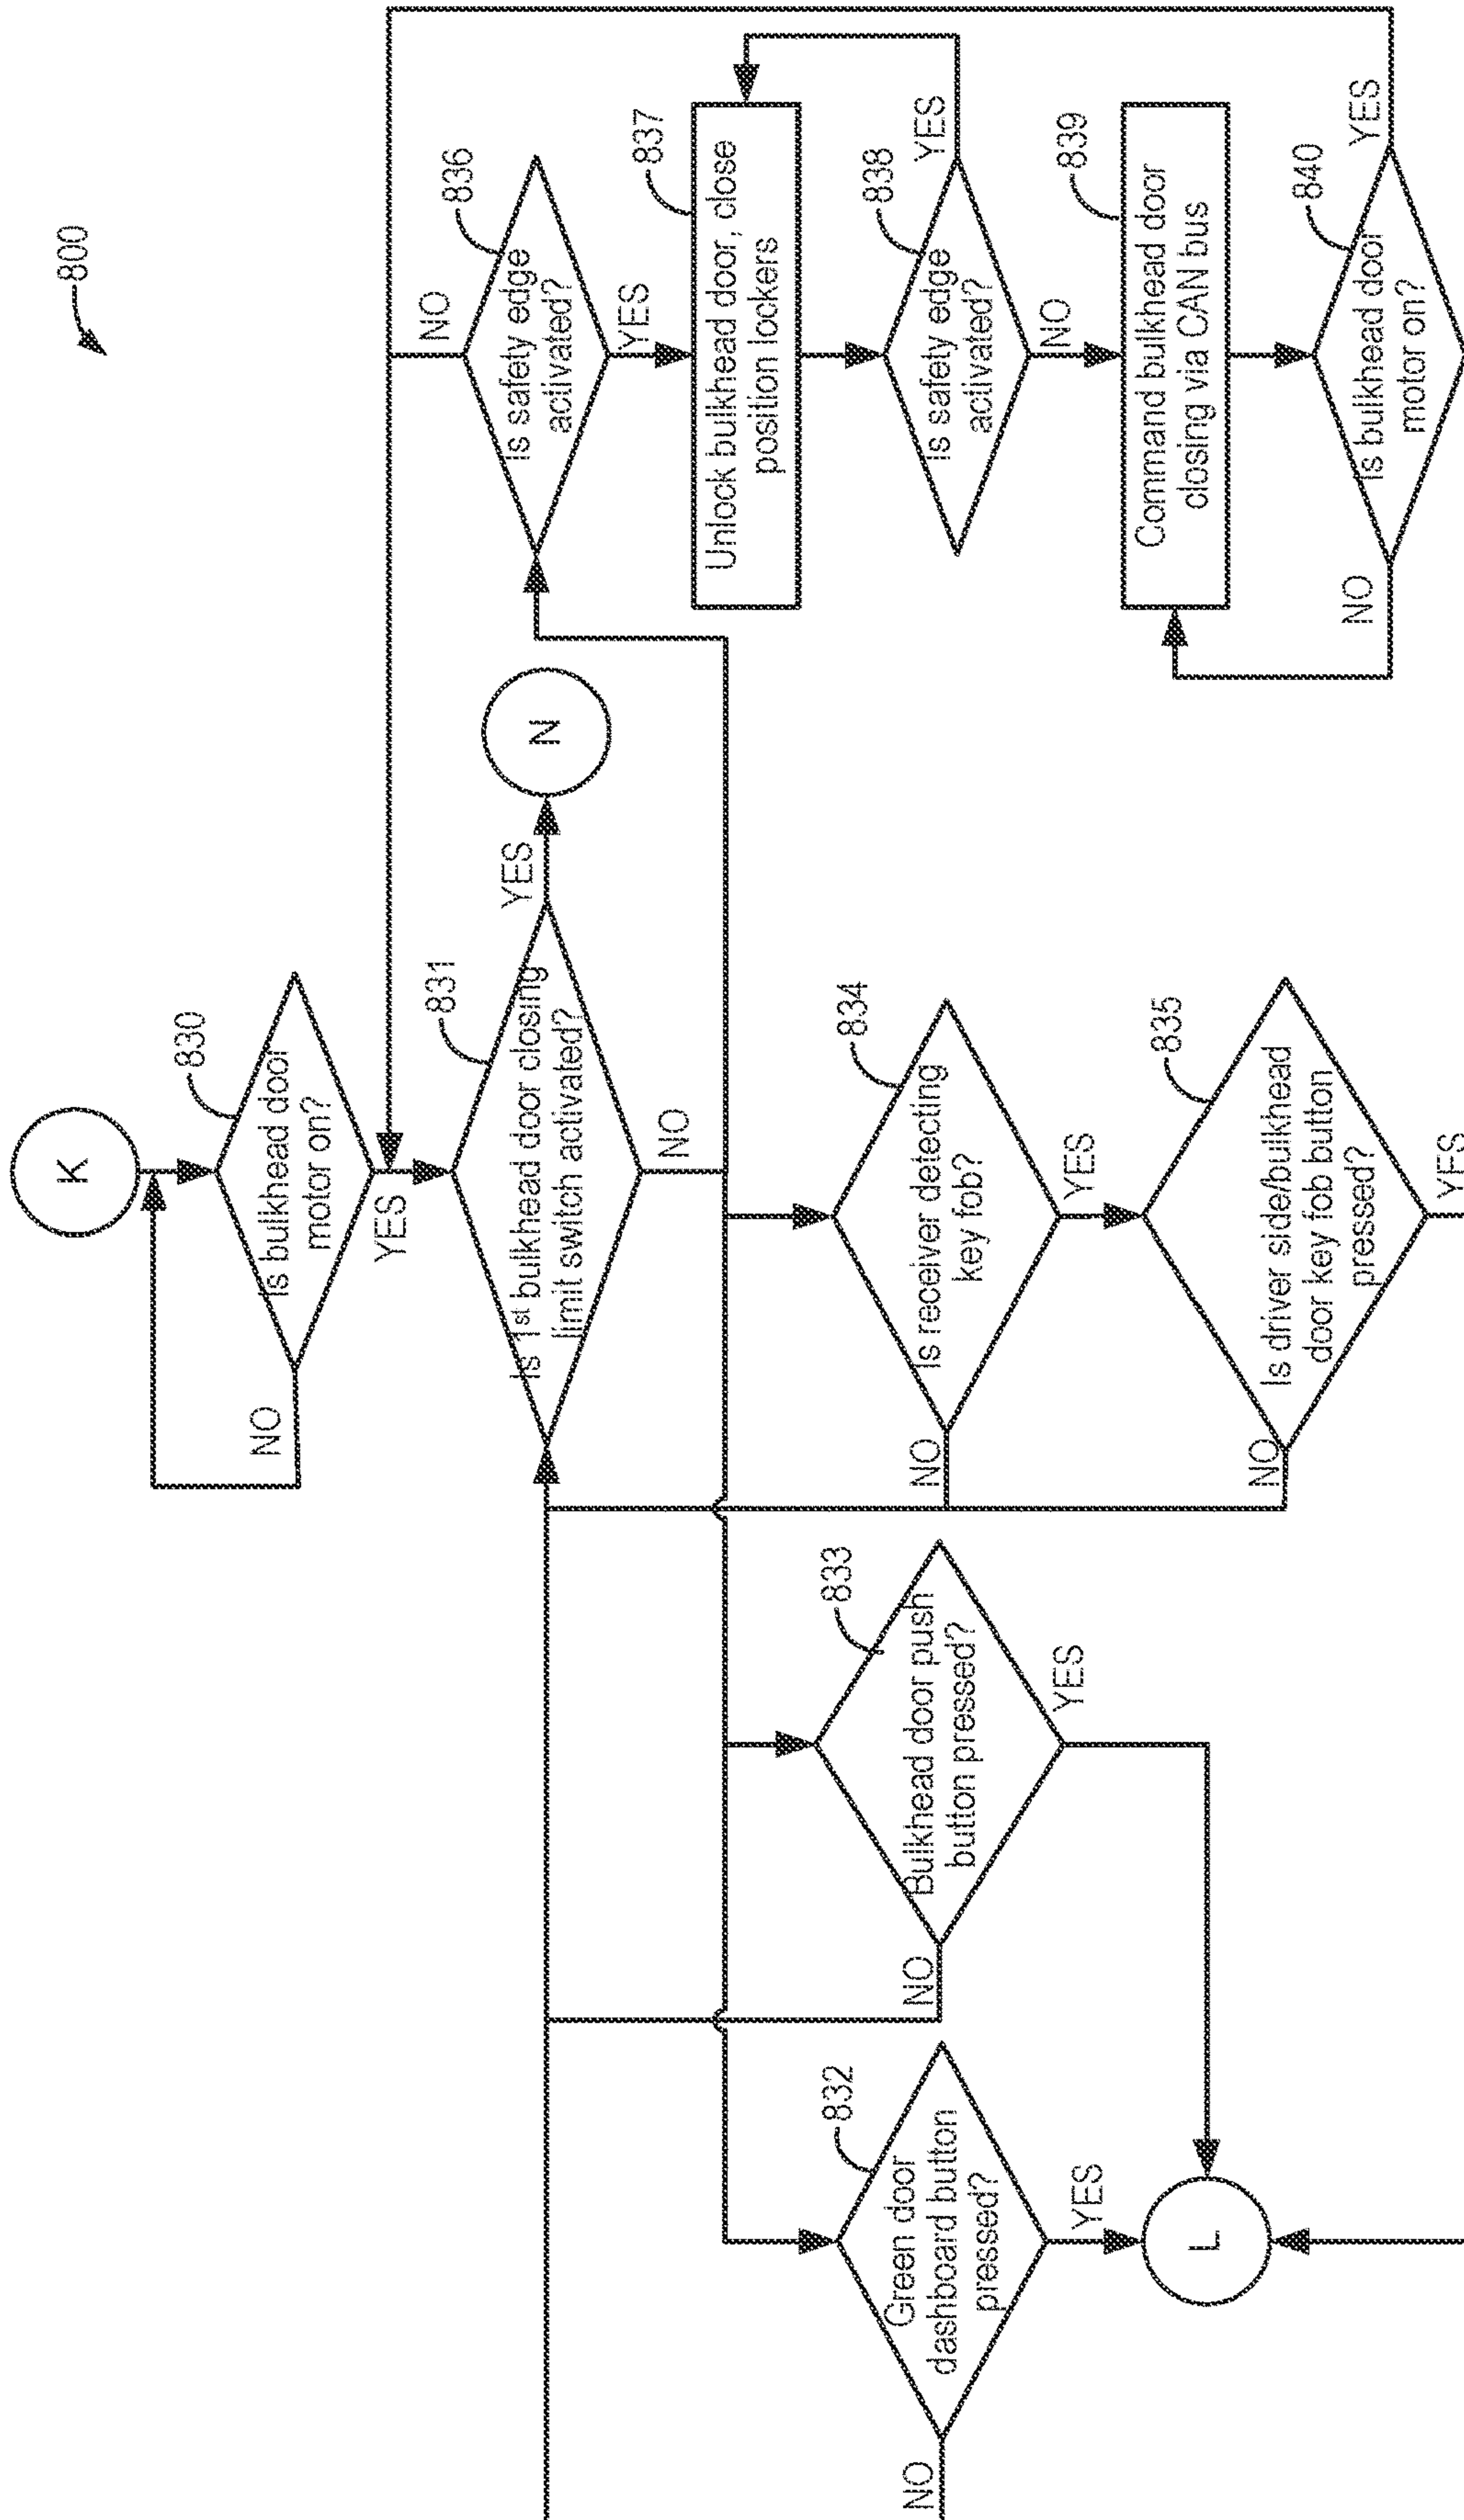 800
K
830
Is bulkhead door
motor on?
NO
YES
831
Is 1st bulkhead door closing
limit switch activated?
YES
N
NO
832
Green door
dashboard button
pressed?
NO
YES
L
833
Bulkhead door push
button pressed?
NO
YES
834
Is receiver detecting
key fob?
NO
YES
835
Is driver side/bulkhead
door key fob button
pressed?
NO
YES
836
Is safety edge
activated?
NO
YES
837
Unlock bulkhead door, close
position lockers
838
Is safety edge
activated?
YES
NO
839
Command bulkhead door
closing via CAN bus
840
Is bulkhead door
motor on?
NO
YES